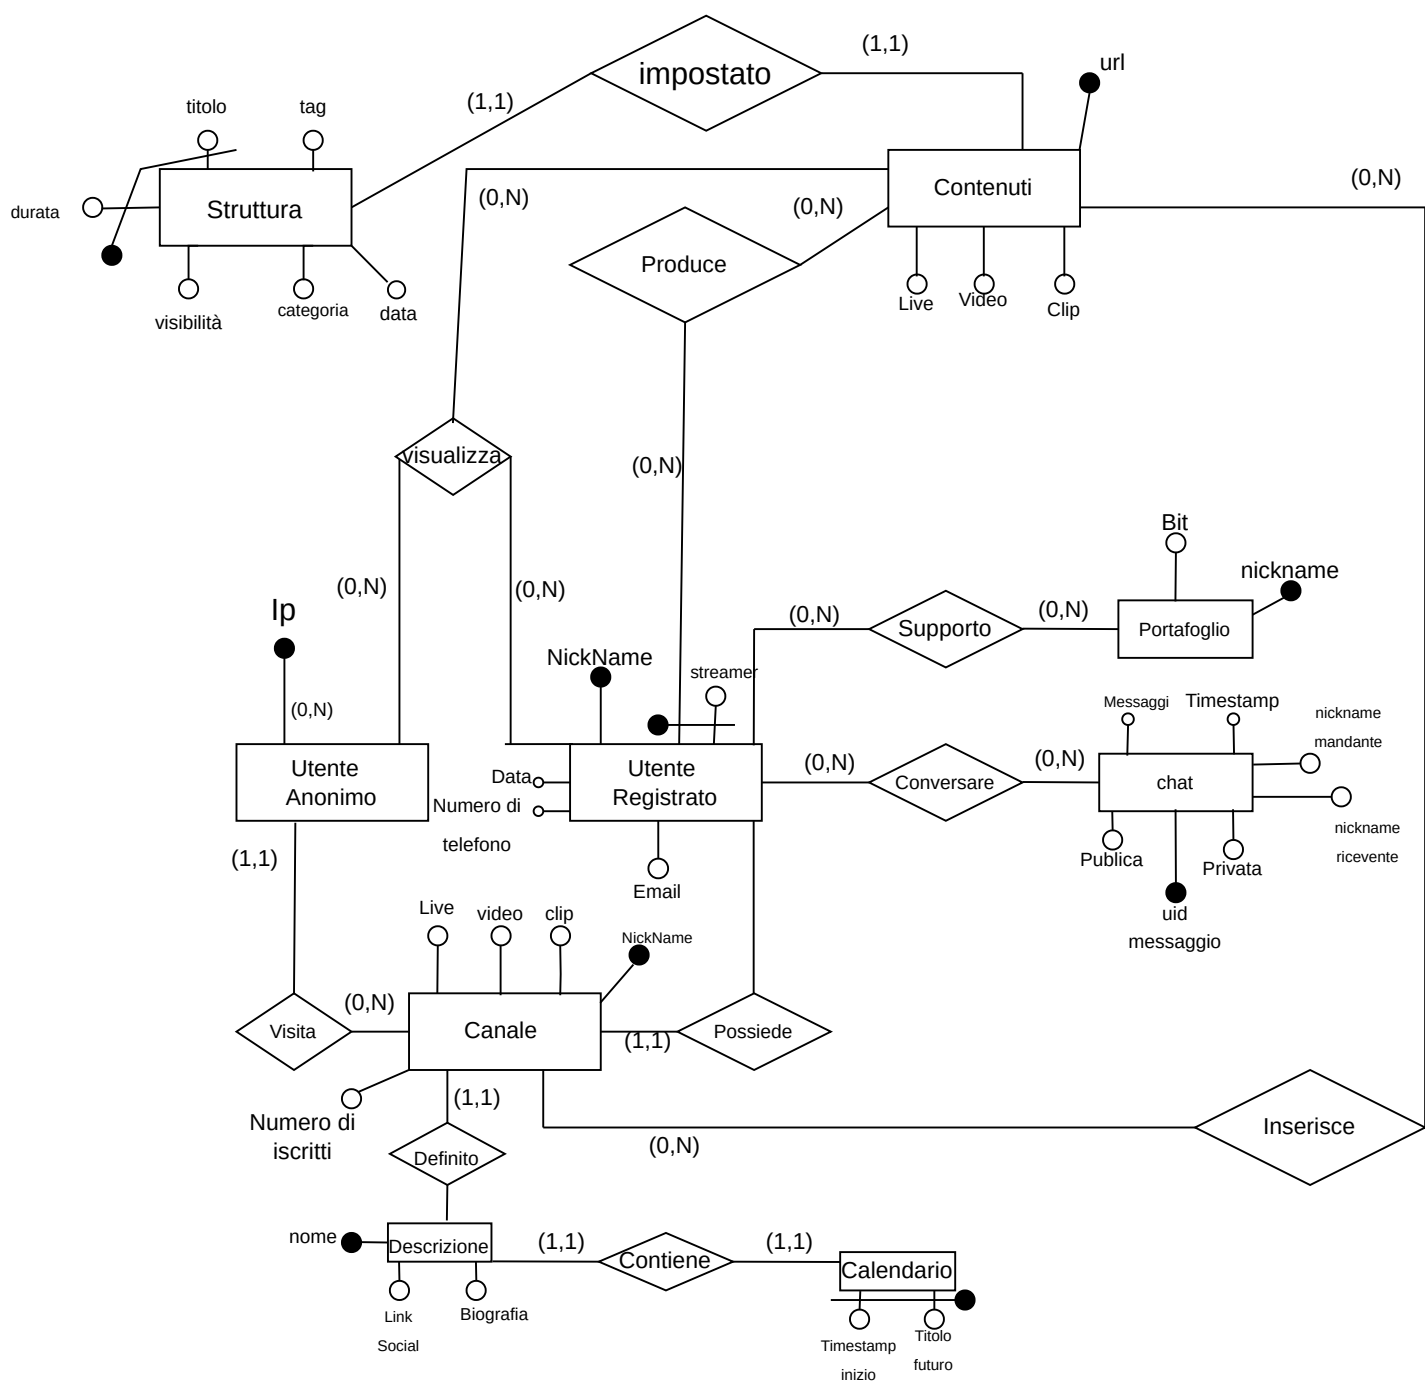 (1,1)
impostato
url
(1,1)
titolo
tag
(0,N)
(0,N)
(0,N)
Contenuti
durata
Struttura
Produce
Live
Video
Clip
visibilità
categoria
data
visualizza
(0,N)
Bit
nickname
(0,N)
(0,N)
Ip
(0,N)
(0,N)
Supporto
Portafoglio
NickName
streamer
(0,N)
Messaggi
Timestamp
nickname
mandante
Utente
Anonimo
Data
Numero di
telefono
Utente
Registrato
(0,N)
(0,N)
Conversare
chat
nickname
ricevente
(1,1)
Publica
Privata
Email
uid
messaggio
Live
video
clip
NickName
(0,N)
Visita
Canale
(1,1)
Possiede
(1,1)
Numero di
iscritti
Inserisce
(0,N)
Definito
nome
Descrizione
(1,1)
Contiene
(1,1)
Calendario
Link
Social
Biografia
Timestamp
inizio
Titolo
futuro